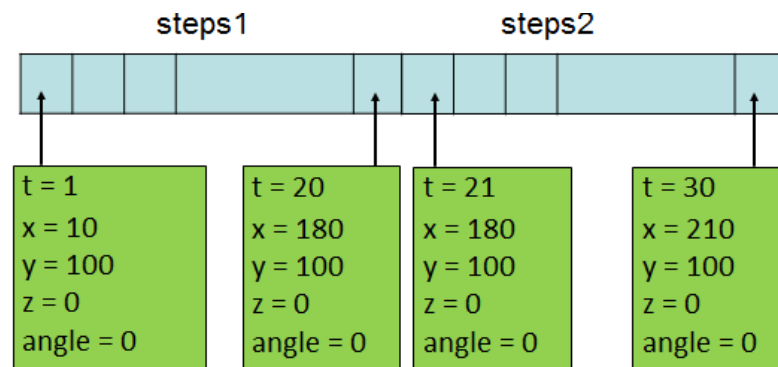 steps1
steps2
t = 1
x = 10
y = 100
z = 0
angle = 0
t = 20
x = 180
y = 100
z = 0
angle = 0
t = 21
x = 180
y = 100
z = 0
angle = 0
t = 30
x = 210
y = 100
z = 0
angle = 0